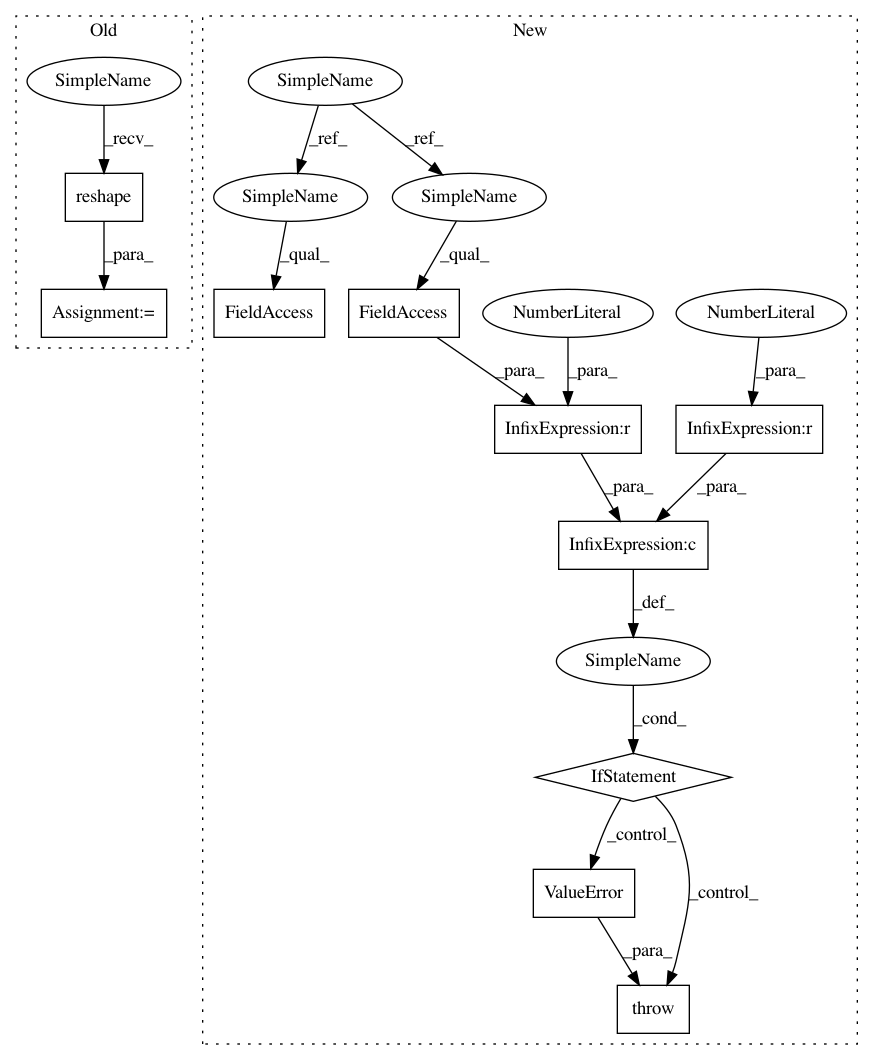 Old
New
SimpleName
SimpleName
_recv_
_ref_
_ref_
reshape
SimpleName
SimpleName
_para_
_qual_
_qual_
Assignment:=
FieldAccess
FieldAccess
NumberLiteral
NumberLiteral
_para_
_para_
_para_
InfixExpression:r
InfixExpression:r
_para_
_para_
InfixExpression:c
_def_
SimpleName
_cond_
IfStatement
_control_
ValueError
_control_
_para_
throw